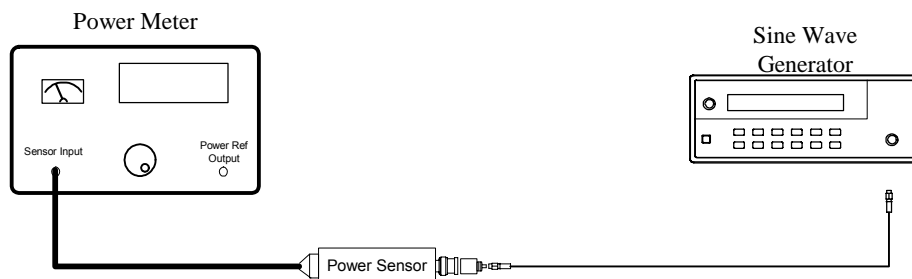 Power Meter
Sine Wave
Generator
Sensor Input
Power Ref
Output
Power Sensor